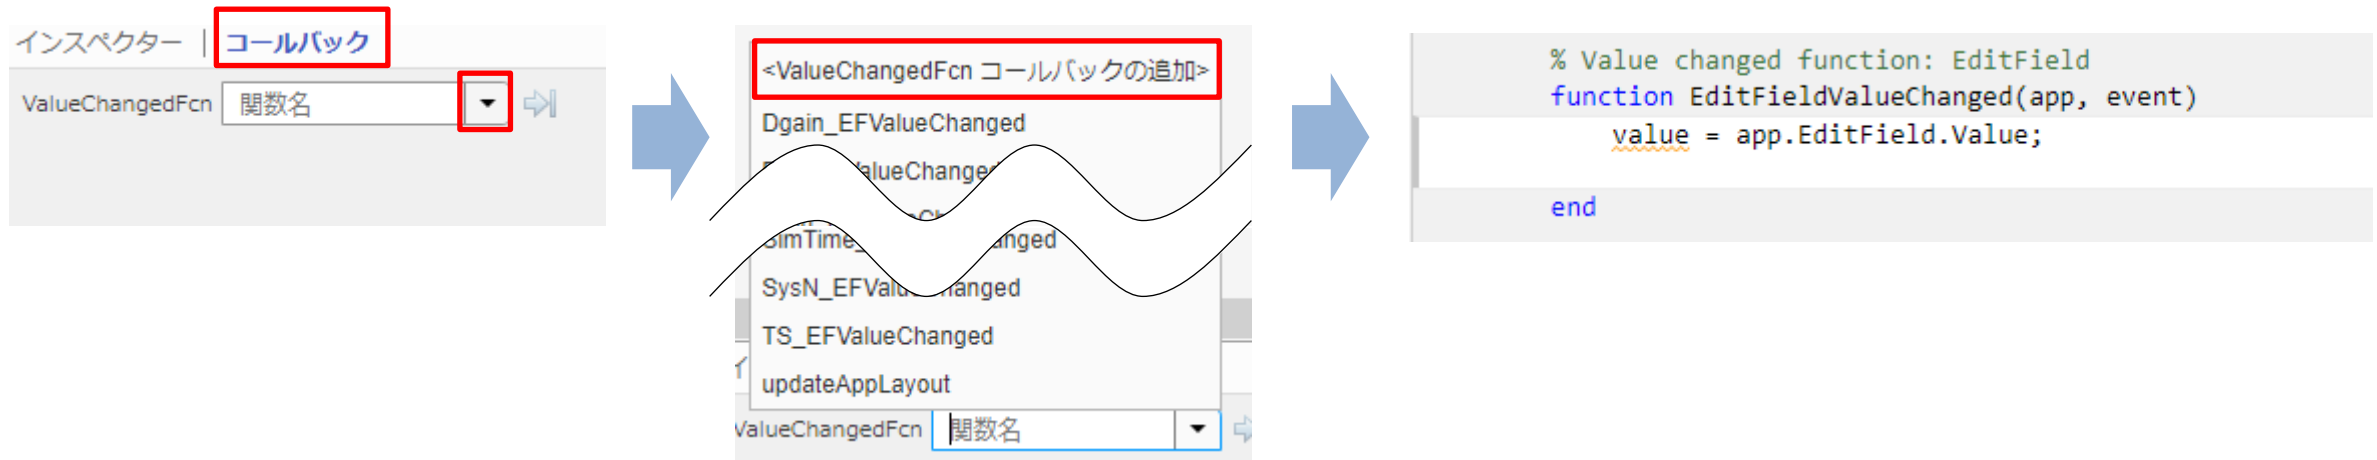 インスペクター | コールバック
ValueChangedFcn 関数名
<ValueChangedFcn コールバックの追加>
Dgain_EFValueChanged
SysN_EFValueChanged
TS_EFValueChanged
updateAppLayout
ValueChangedFcn 関数名
% Value changed function: EditField
function EditFieldValueChanged(app, event)
value = app.EditField.Value;
end